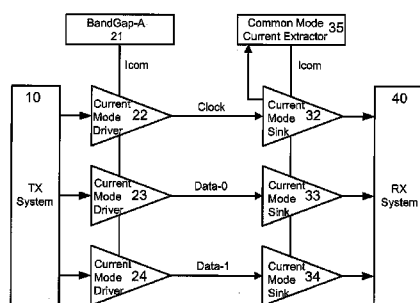 BandGap-A
21
Common Mode
Current Extractor 35
Icom
Icom
10
TX
System
Current
Mode 22
Driver
Clock
Current
Mode 32
Sink
40
RX
System
Current
Mode 23
Driver
Data-0
Current
Mode 33
Sink
Current
Mode 24
Driver
Data-1
Current
Mode 34
Sink